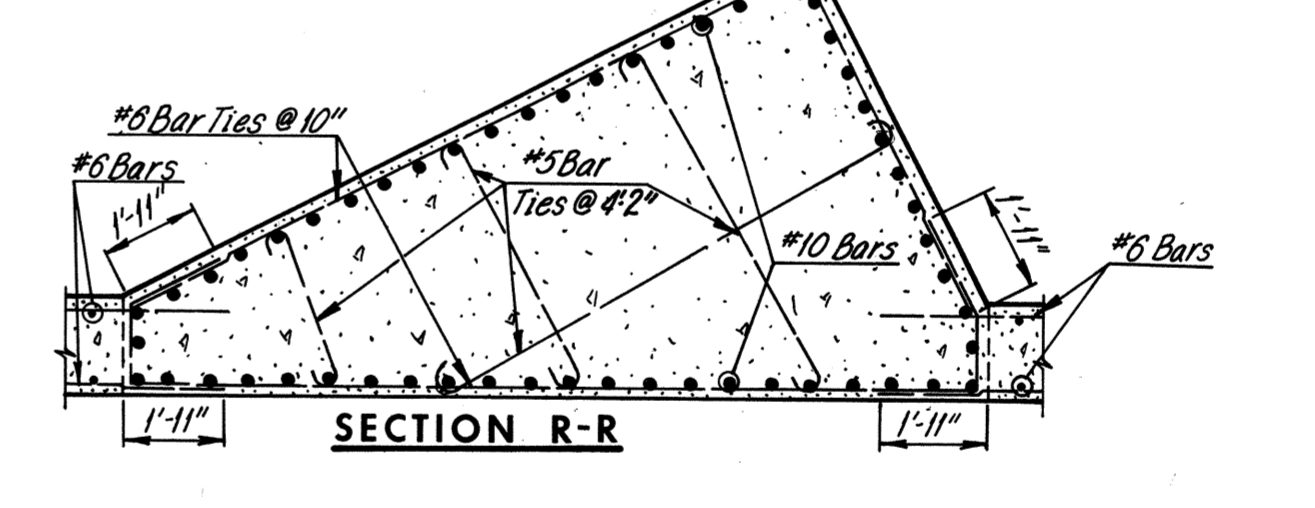 #6 Bar Ties @ 10"
#6 Bars
1'-11"
#5 Bar
Ties @ 4'-2"
1'-11"
#10 Bars
#6 Bars
1'-11"
1'-11"
SECTION R-R